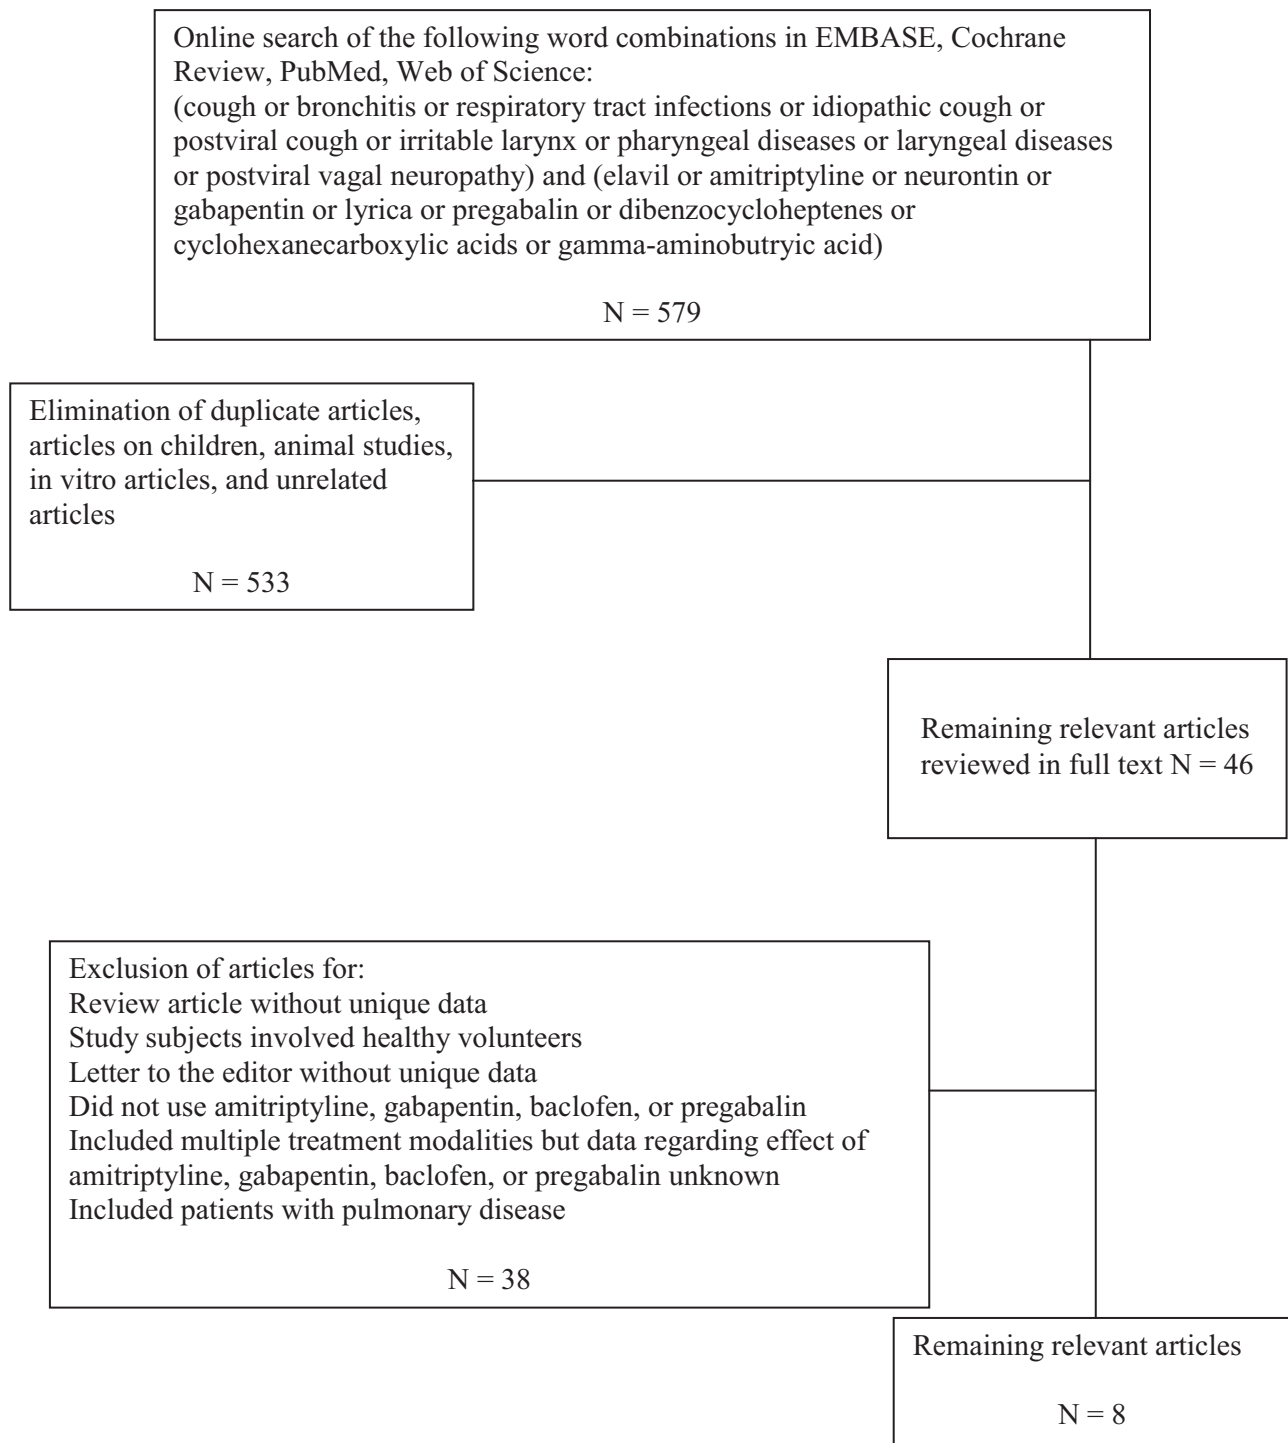 Online search of the following word combinations in EMBASE, Cochrane
Review, PubMed, Web of Science:
(cough or bronchitis or respiratory tract infections or idiopathic cough or
postviral cough or irritable larynx or pharyngeal diseases or laryngeal diseases
or postviral vagal neuropathy) and (elavil or amitriptyline or neurontin or
gabapentin or lyrica or pregabalin or dibenzocycloheptenes or
cyclohexanecarboxylic acids or gamma-aminobutryic acid)
N = 579
Elimination of duplicate articles,
articles on children, animal studies,
in vitro articles, and unrelated
articles
N = 533
Remaining relevant articles
reviewed in full text N = 46
Exclusion of articles for:
Review article without unique data
Study subjects involved healthy volunteers
Letter to the editor without unique data
Did not use amitriptyline, gabapentin, baclofen, or pregabalin
Included multiple treatment modalities but data regarding effect of
amitriptyline, gabapentin, baclofen, or pregabalin unknown
Included patients with pulmonary disease
N = 38
Remaining relevant articles
N = 8